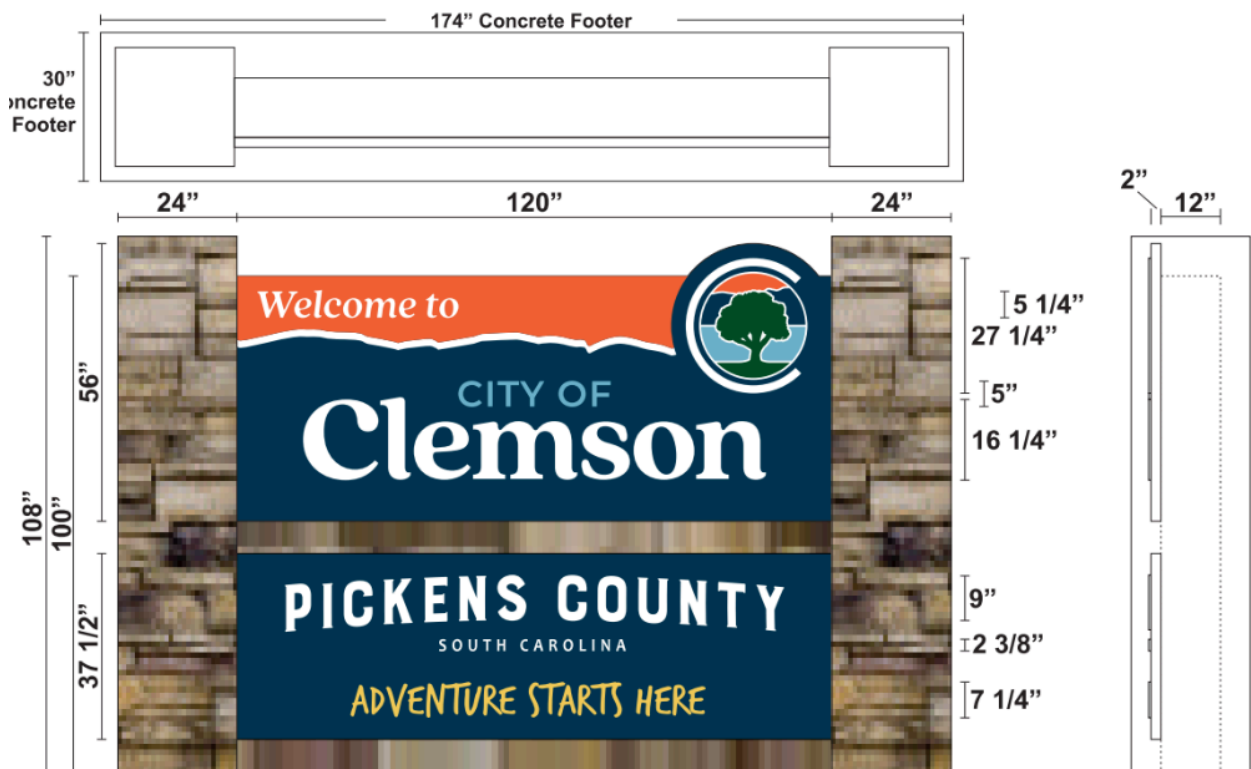 174” Concrete Footer
30”
oncrete
Footer
24”
120”
24”
2”
12”
108”
100”
56”
37 1/2”
Welcome to
CITY OF
Clemson
PICKENS COUNTY
SOUTH CAROLINA
ADVENTURE STARTS HERE
5 1/4”
27 1/4”
5”
16 1/4”
9”
2 3/8”
7 1/4”